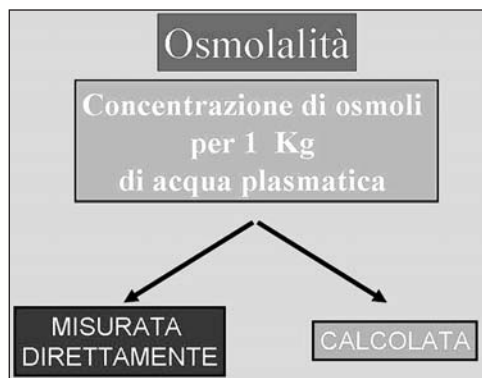 Osmolalità
Concentrazione di osmoli
per 1 Kg
di acqua plasmatica
MISURATA
DIRETTAMENTE
CALCOLATA